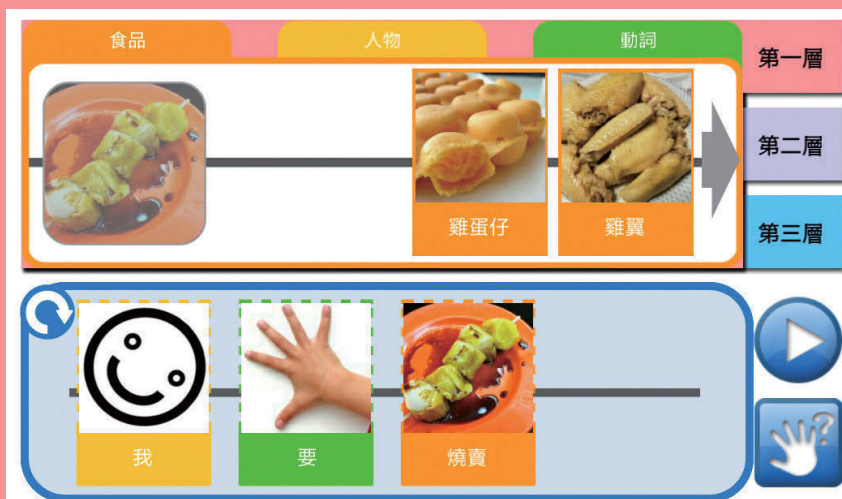 食品
人物
動詞
第一層
第二層
第三層
雞蛋仔
雞翼
我
要
燒賣
?